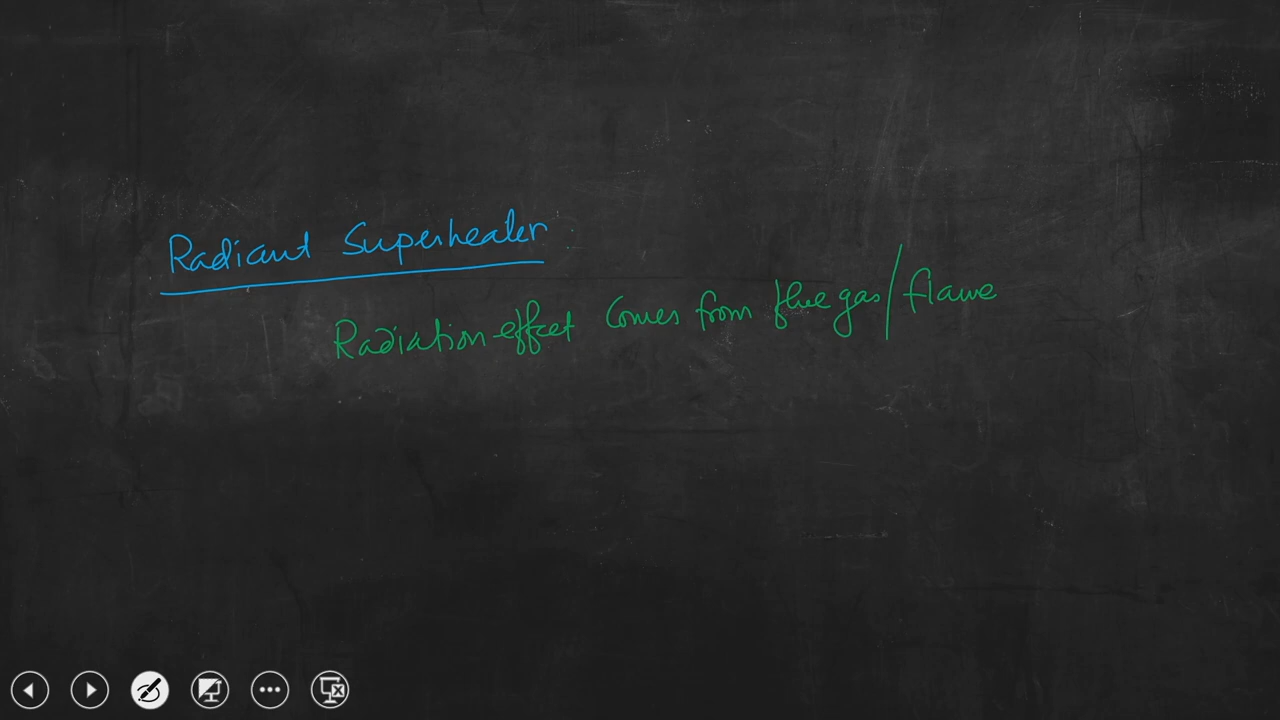 Radiant Superheater :
Radiation effect comes from flue gas / flame